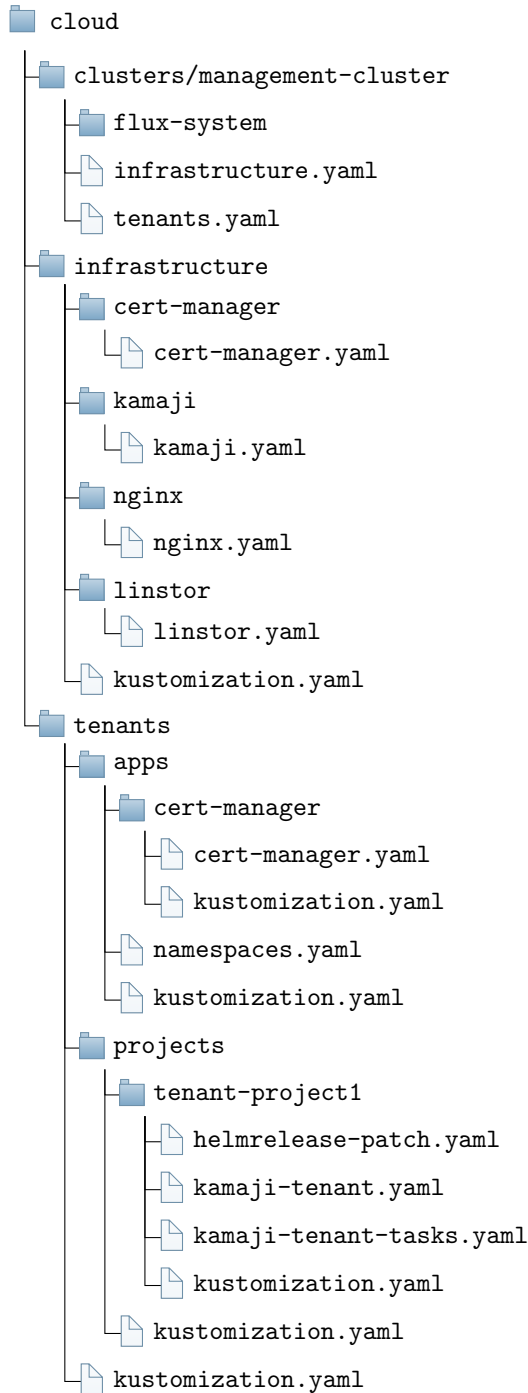 cloud
clusters/management-cluster
flux-system
infrastructure.yaml
tenants.yaml
infrastructure
cert-manager
cert-manager.yaml
kamaji
kamaji.yaml
nginx
nginx.yaml
linstor
linstor.yaml
kustomization.yaml
tenants
apps
cert-manager
cert-manager.yaml
kustomization.yaml
namespaces.yaml
kustomization.yaml
projects
tenant-project1
helmrelease-patch.yaml
kamaji-tenant.yaml
kamaji-tenant-tasks.yaml
kustomization.yaml
kustomization.yaml
kustomization.yaml